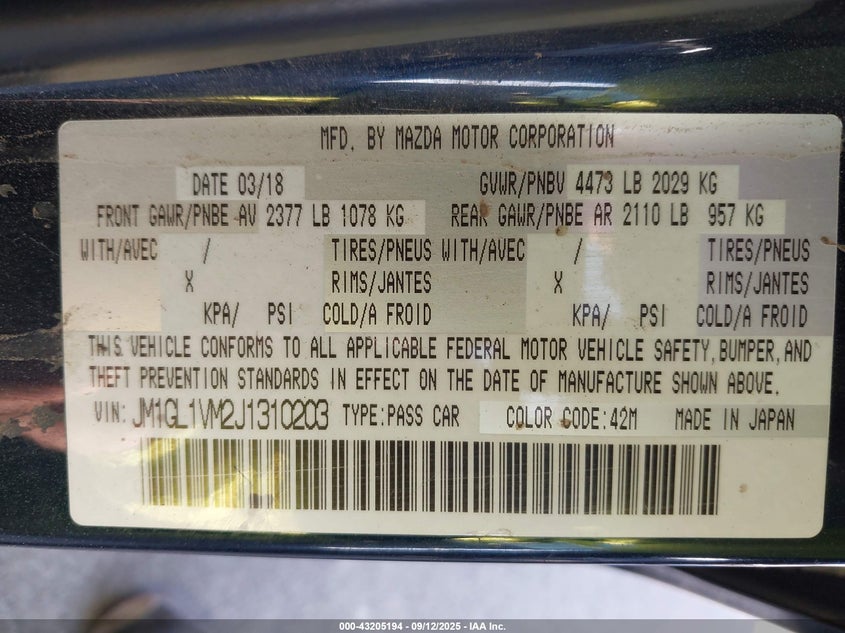 MFD. BY MAZDA MOTOR CORPORATION
DATE 03/18 GVWR/PNBV 4473 LB 2029 KG
FRONT GAWR/PNBE AV 2377 LB 1078 KG REAR GAWR/PNBE AR 2110 LB 957 KG
WITH/AVEC / TIRES/PNEUS WITH/AVEC / TIRES/PNEUS
X RIMS/JANTES X RIMS/JANTES
KPA/ PSI COLD/A FROID KPA/ PSI COLD/A FROID
THIS VEHICLE CONFORMS TO ALL APPLICABLE FEDERAL MOTOR VEHICLE SAFETY, BUMPER, AND
THEFT PREVENTION STANDARDS IN EFFECT ON THE DATE OF MANUFACTURE SHOWN ABOVE.
VIN: JM1GL1VM2J1310203 TYPE:PASS CAR COLOR CODE:42M MADE IN JAPAN
000-43205194 - 09/12/2025 - IAA Inc.